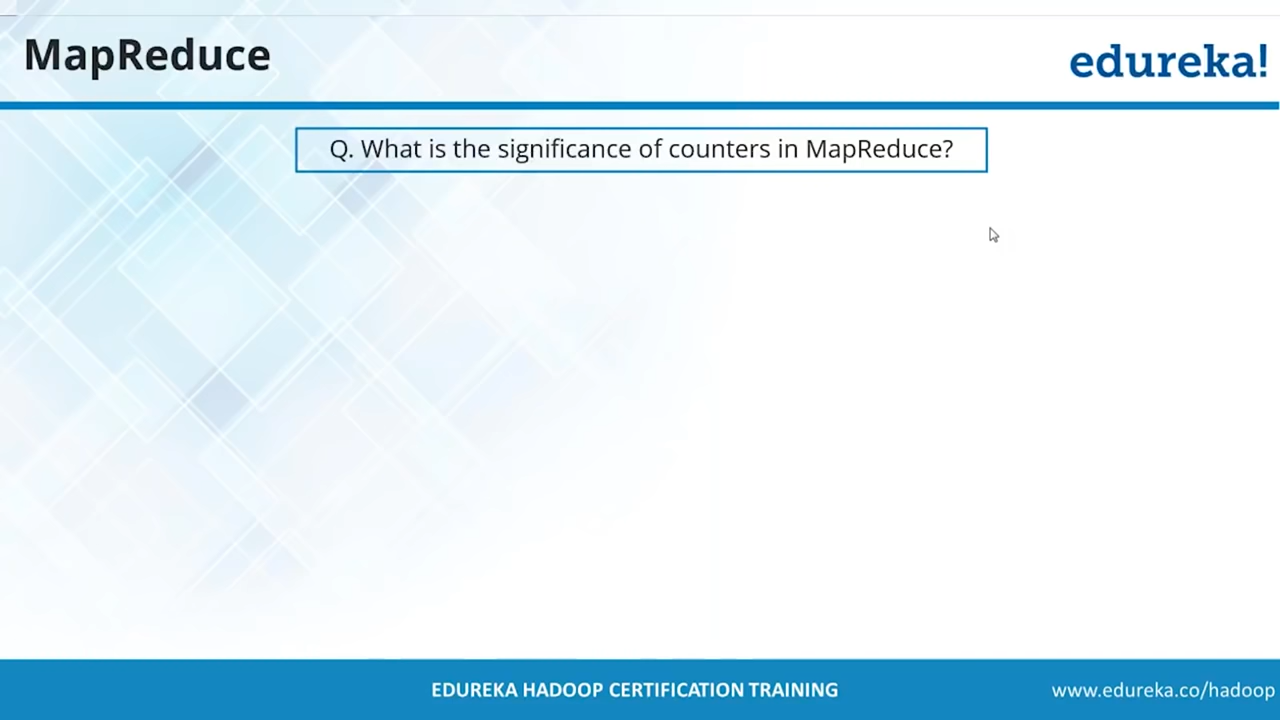 MapReduce
edureka!
Q. What is the significance of counters in MapReduce?
EDUREKA HADOOP CERTIFICATION TRAINING
www.edureka.co/hadoop